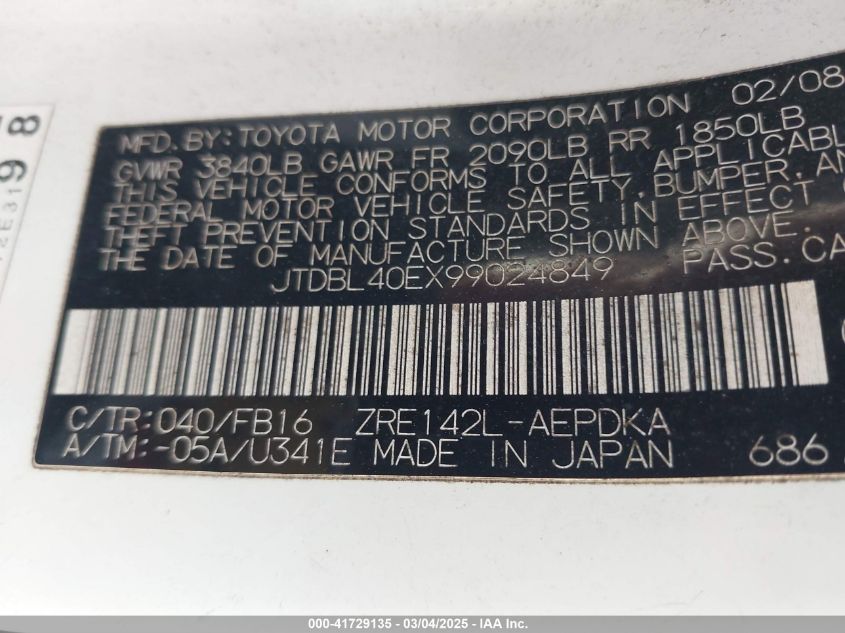 MFD. BY: TOYOTA MOTOR CORPORATION 02/08
GVWR 3840LB GAWR FR 2090LB RR 1850LB
THIS VEHICLE CONFORMS TO ALL APPLICABL
FEDERAL MOTOR VEHICLE SAFETY, BUMPER, AN
THEFT PREVENTION STANDARDS IN EFFECT
THE DATE OF MANUFACTURE SHOWN ABOVE.
JTDBL40EX99024849 PASS. CA
C/TR: 040/FB16 ZRE142L-AEPDKA
A/TM: -05A/U341E MADE IN JAPAN 686
98
000-41729135 - 03/04/2025 - IAA Inc.